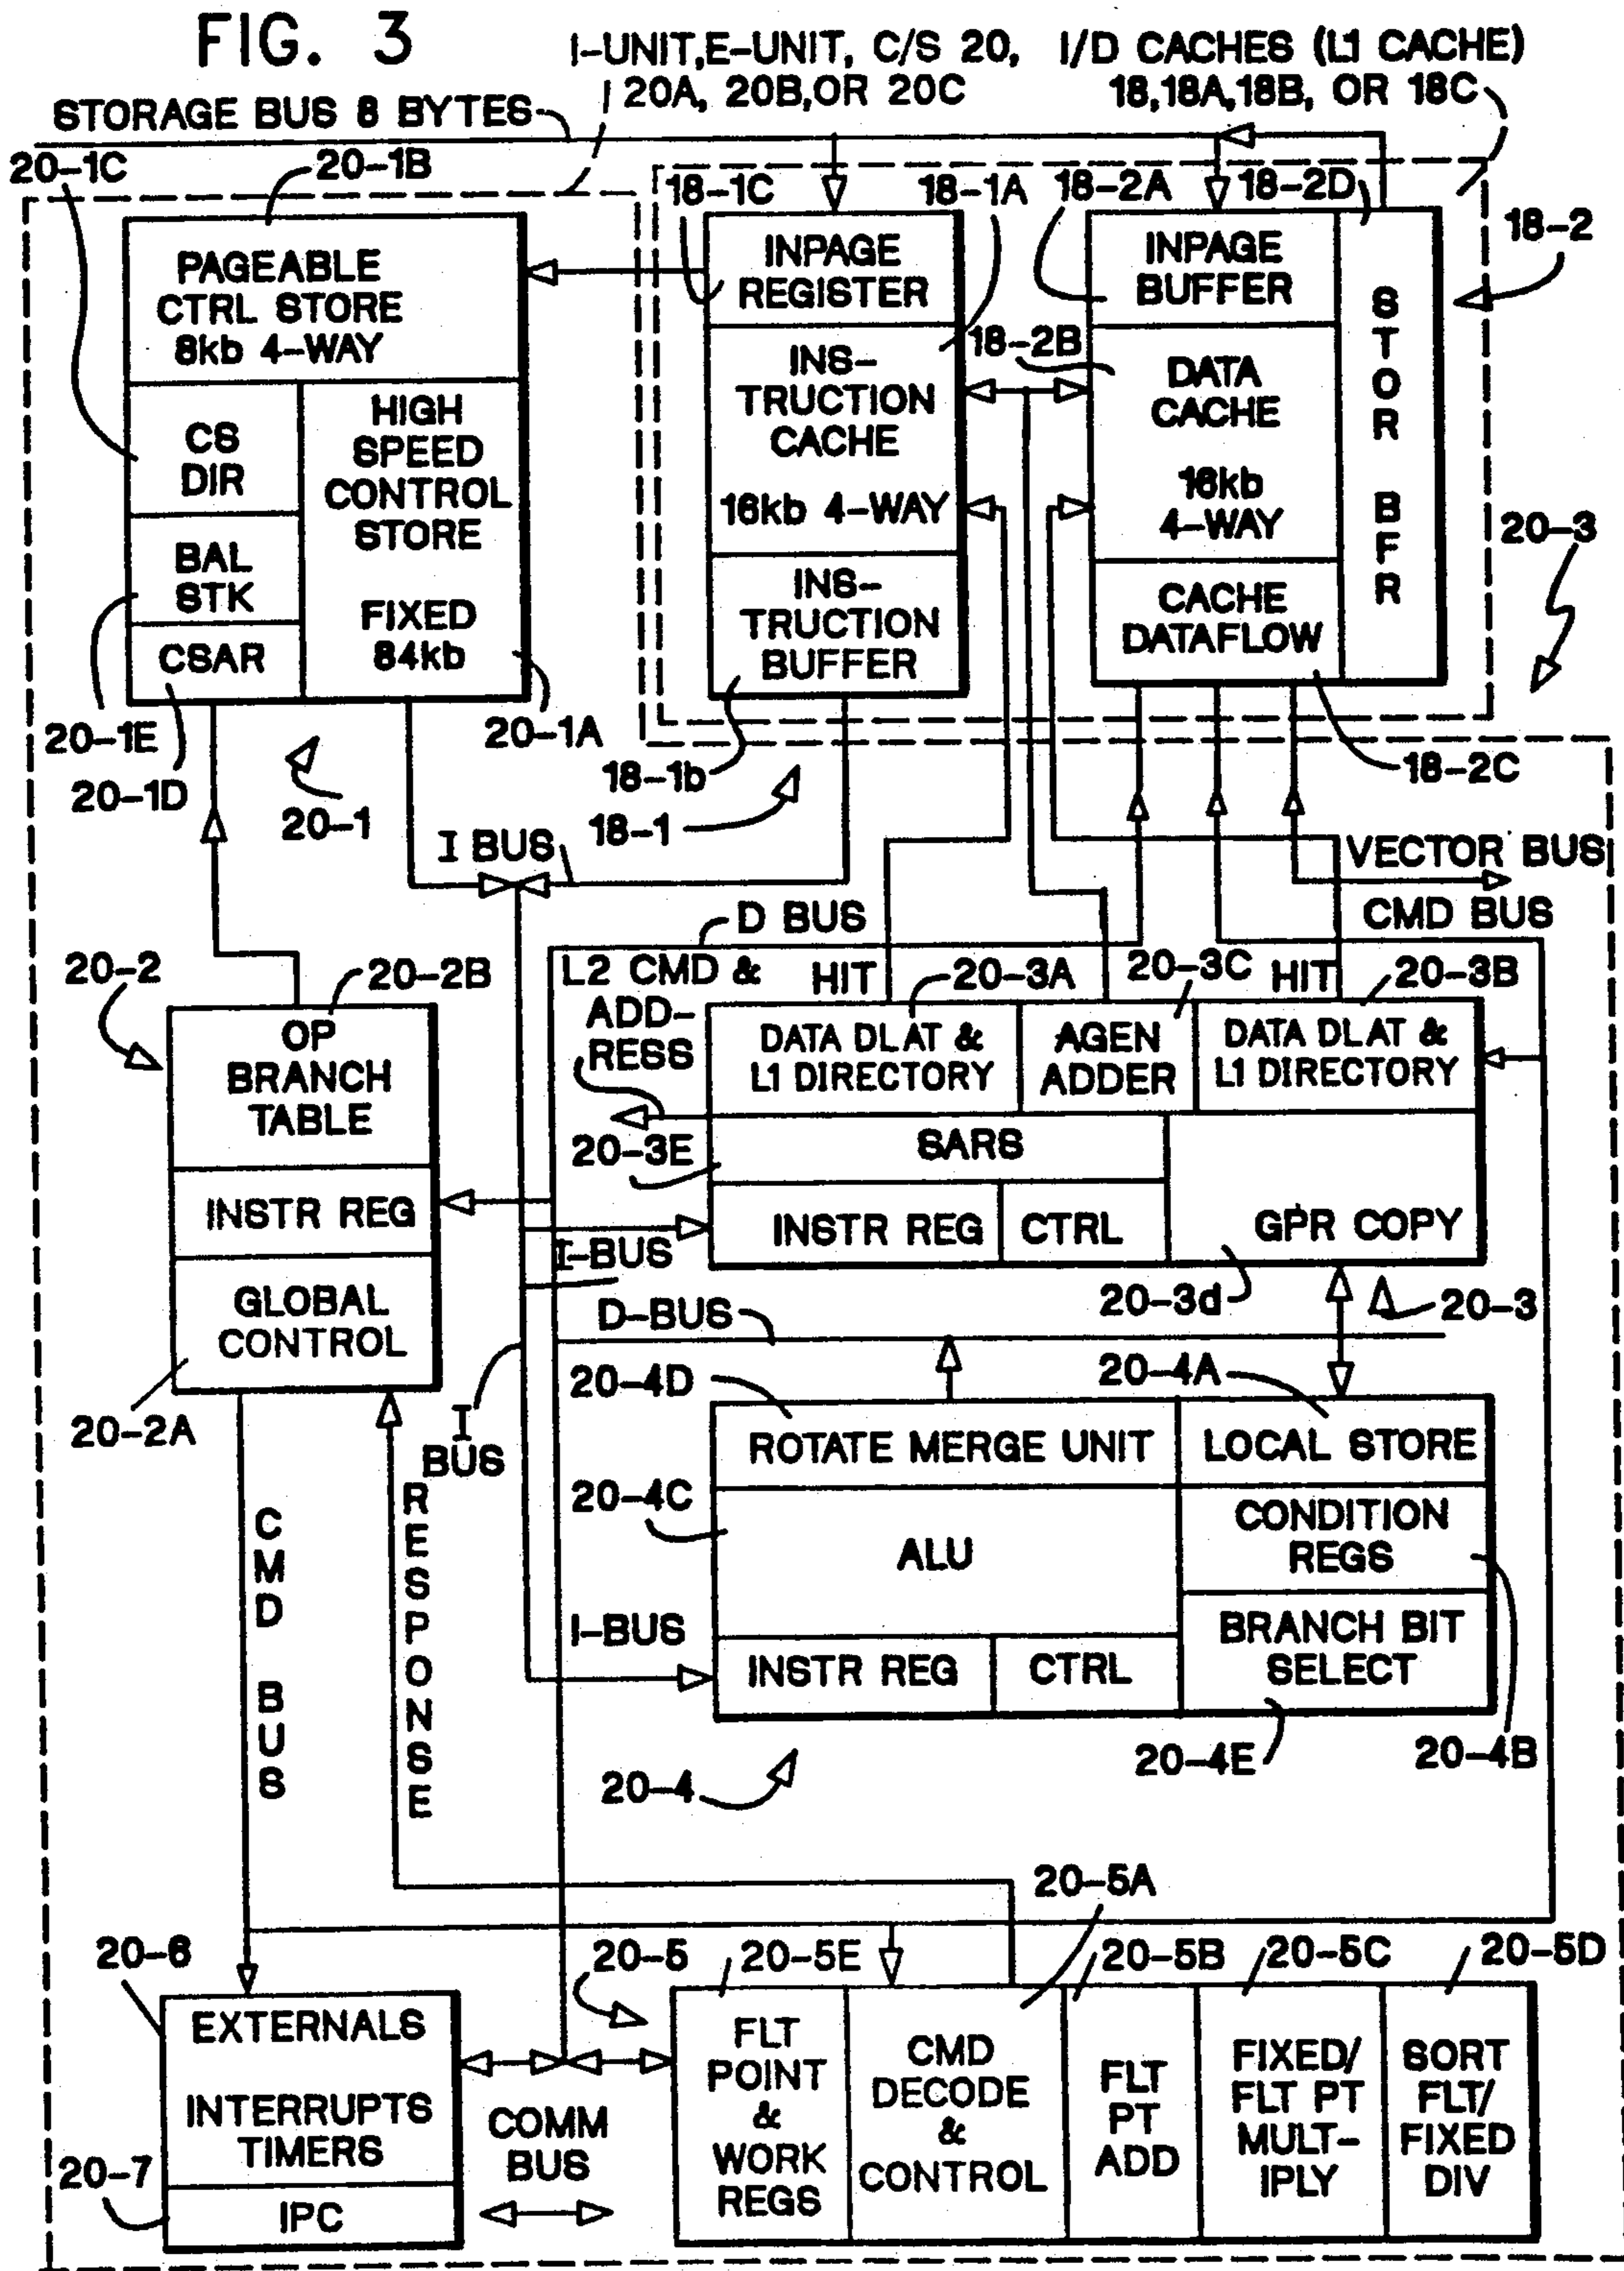 FIG. 3
I-UNIT,E-UNIT, C/S 20,
20A, 20B,OR 20C
I/D CACHES (L1 CACHE)
18,18A,18B, OR 18C
STORAGE BUS 8 BYTES
20-1C
20-1B
18-1C
18-1A
18-2A
18-2D
18-2
PAGEABLE
CTRL STORE
8kb 4-WAY
INPAGE
REGISTER
INPAGE
BUFFER
STOR BFR
18-2B
CS
DIR
HIGH
SPEED
CONTROL
STORE
FIXED
84kb
INS-
TRUCTION
CACHE
16kb 4-WAY
DATA
CACHE
16kb
4-WAY
20-3
BAL
STK
CSAR
INS-
TRUCTION
BUFFER
CACHE
DATAFLOW
20-1E
20-1D
20-1
20-1A
18-1b
18-1
18-2C
I BUS
VECTOR BUS
CMD BUS
D BUS
20-2
20-2B
L2 CMD &
ADD-
RESS
HIT
20-3A
20-3C
HIT
20-3B
OP
BRANCH
TABLE
DATA DLAT &
L1 DIRECTORY
AGEN
ADDER
DATA DLAT &
L1 DIRECTORY
20-3E
SARS
INSTR REG
INSTR REG
CTRL
GPR COPY
I-BUS
GLOBAL
CONTROL
D-BUS
20-3d
20-3
20-2A
I
BUS
20-4D
20-4A
ROTATE MERGE UNIT
LOCAL STORE
20-4C
ALU
CONDITION
REGS
CMD BUS
RESPONSE
I-BUS
INSTR REG
CTRL
BRANCH BIT
SELECT
20-4
20-4E
20-4B
20-5A
20-6
20-5
20-5E
20-5B
20-5C
20-5D
EXTERNALS
INTERRUPTS
TIMERS
20-7
IPC
COMM
BUS
FLT
POINT
&
WORK
REGS
CMD
DECODE
&
CONTROL
FLT
PT
ADD
FIXED/
FLT PT
MULT-
IPLY
SORT
FLT/
FIXED
DIV